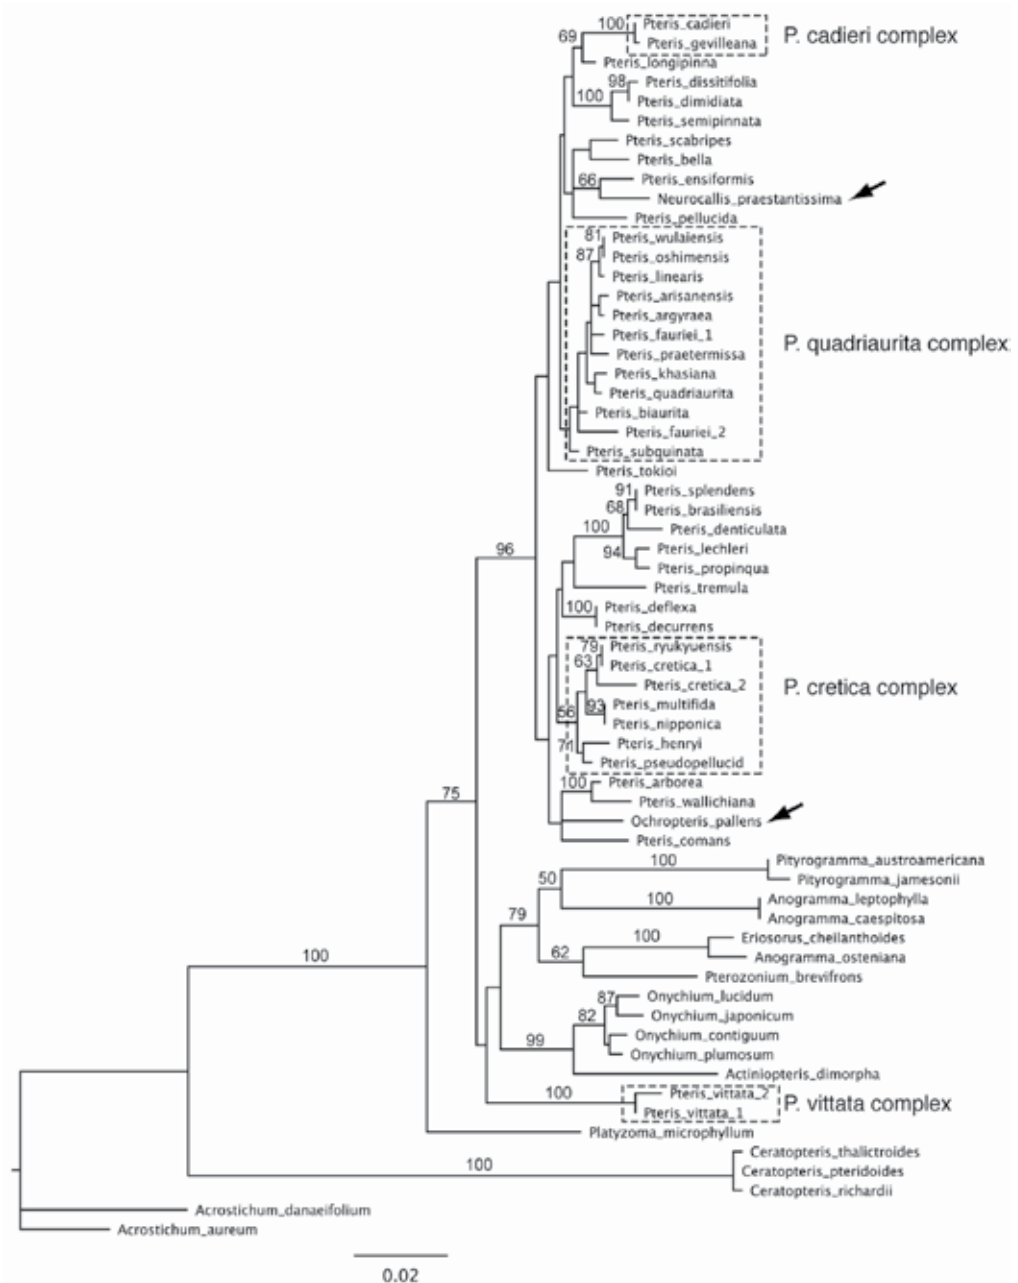 100 Pteris_cadieri
P. cadieri complex
69 Pteris_gevilleana
Pteris_longipinna
98 Pteris_dissitifolia
100 Pteris_dimidiata
Pteris_semipinnata
Pteris_scabripes
Pteris_bella
66 Pteris_ensiformis
Neurocallis_praestantissima
Pteris_pellucida
81 Pteris_wulaiensis
87 Pteris_oshimensis
Pteris_linearis
Pteris_arisanensis
Pteris_argyraea
Pteris_fauriei_1
P. quadriaurita complex
Pteris_praetermissa
Pteris_khasiana
Pteris_quadriaurita
Pteris_biaurita
Pteris_fauriei_2
Pteris_subquinata
Pteris_tokioi
91 Pteris_splendens
68 Pteris_brasiliensis
100 Pteris_denticulata
96 94 Pteris_lechleri
Pteris_propinqua
Pteris_tremula
100 Pteris_deflexa
Pteris_decurrens
79 Pteris_ryukyuensis
63 Pteris_cretica_1
Pteris_cretica_2
P. cretica complex
56 93 Pteris_multifida
Pteris_nipponica
71 Pteris_henryi
Pteris_pseudopellucid
100 Pteris_arborea
75 Pteris_wallichiana
Ochropteris_pallens
Pteris_comans
100 Pityrogramma_austroamericana
50 Pityrogramma_jamesonii
100 Anogramma_leptophylla
79 Anogramma_caespitosa
100 Eriosorus_cheilanthoides
62 Anogramma_osteniana
100 Pterozonium_brevifrons
87 Onychium_lucidum
82 Onychium_japonicum
99 Onychium_contiguum
Onychium_plumosum
Actiniopteris_dimorpha
100 Pteris_vittata_2
P. vittata complex
Pteris_vittata_1
Platyzoma_microphyllum
Ceratopteris_thalictroides
100 Ceratopteris_pteridoides
Ceratopteris_richardii
Acrostichum_danaeifolium
Acrostichum_aureum
0.02